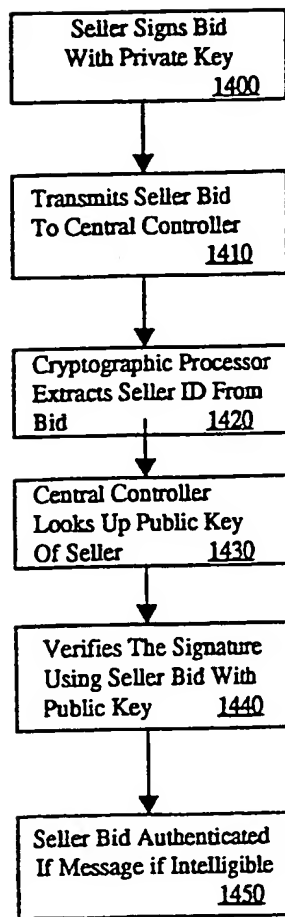 Seller Signs Bid
With Private Key
1400
Transmits Seller Bid
To Central Controller
1410
Cryptographic Processor
Extracts Seller ID From
Bid 1420
Central Controller
Looks Up Public Key
Of Seller 1430
Verifies The Signature
Using Seller Bid With
Public Key 1440
Seller Bid Authenticated
If Message if Intelligible
1450